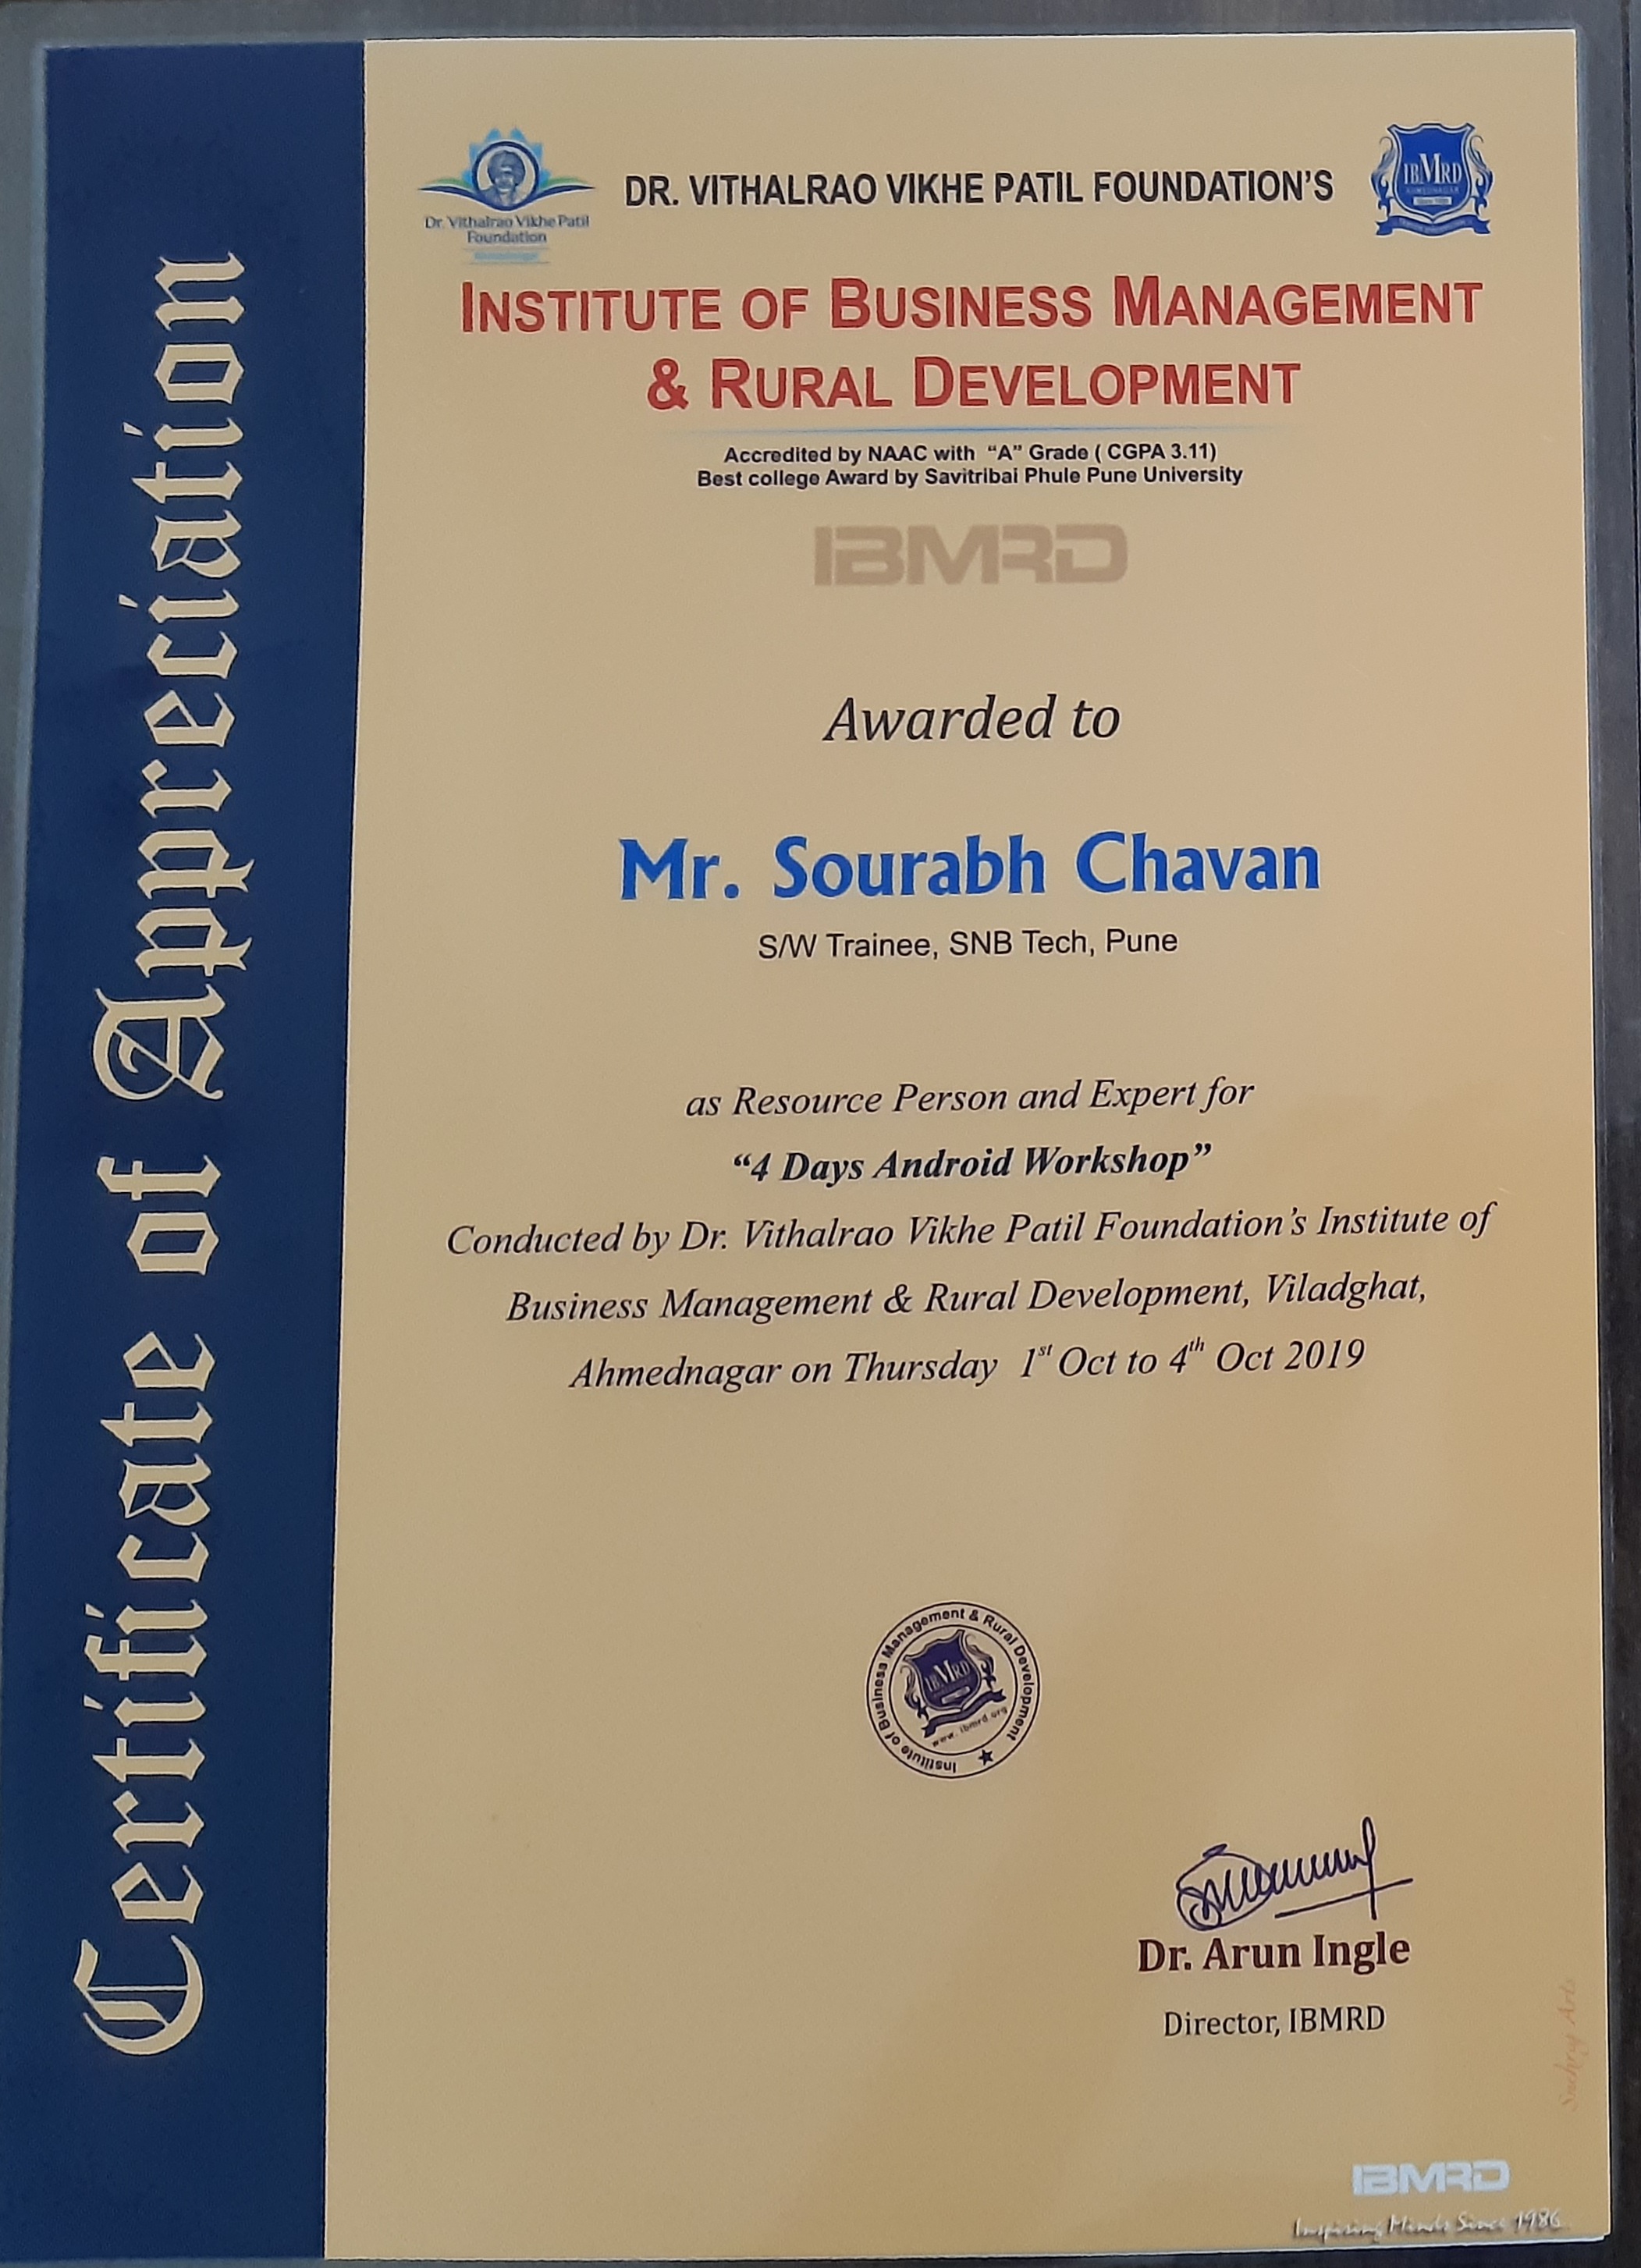 Certificate of Appreciation
Dr. Vithalrao Vikhe Patil
Foundation
DR. VITHALRAO VIKHE PATIL FOUNDATION'S
IBMRD
INSTITUTE OF BUSINESS MANAGEMENT
& RURAL DEVELOPMENT
Accredited by NAAC with "A" Grade ( CGPA 3.11)
Best college Award by Savitribai Phule Pune University
IBMRD
Awarded to
Mr. Sourabh Chavan
S/W Trainee, SNB Tech, Pune
as Resource Person and Expert for
"4 Days Android Workshop"
Conducted by Dr. Vithalrao Vikhe Patil Foundation's Institute of
Business Management & Rural Development, Viladghat,
Ahmednagar on Thursday 1st Oct to 4th Oct 2019
Institute of Business Management & Rural Development
IBMRD
www.ibmrd.org
Dr. Arun Ingle
Director, IBMRD
IBMRD
Inspiring Minds Since 1986